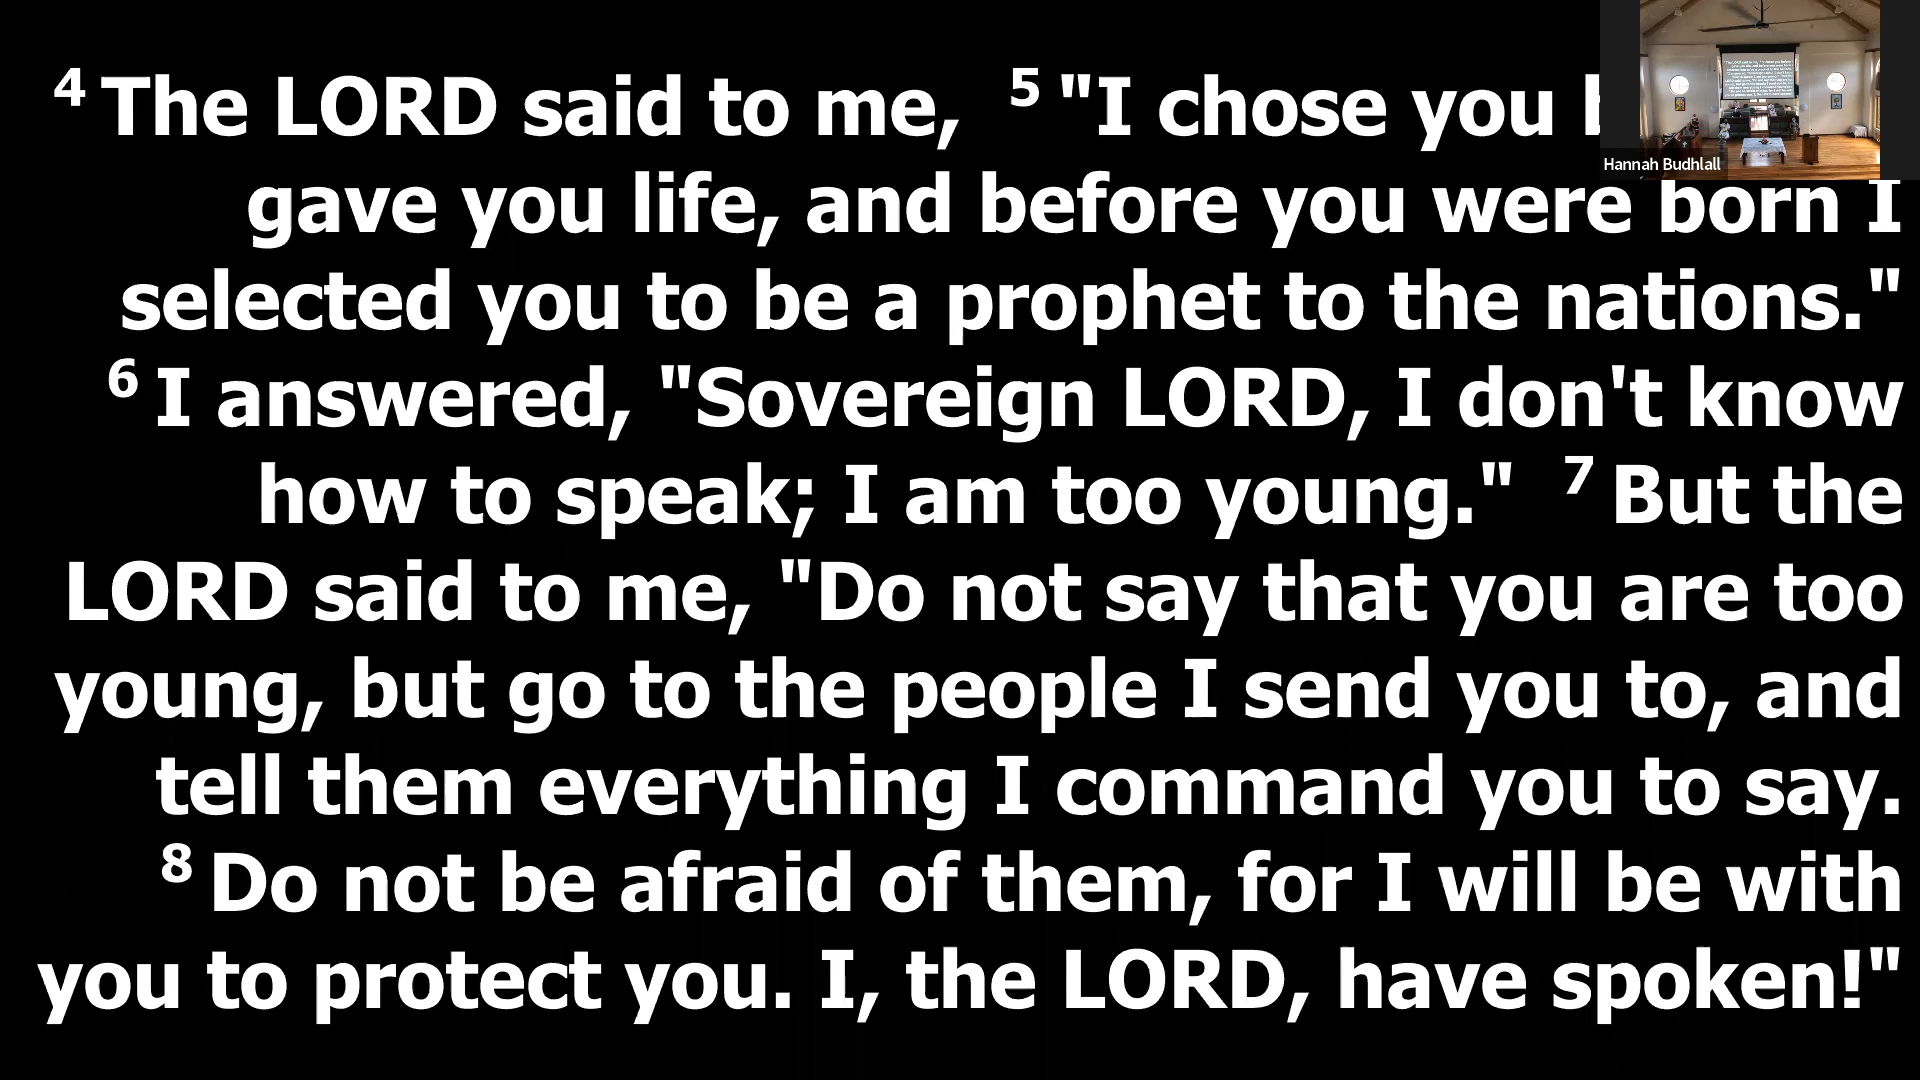 4 The LORD said to me, 5 "I chose you
Hannah Budhlall
gave you life, and before you were born I
selected you to be a prophet to the nations."
6 I answered, "Sovereign LORD, I don't know
how to speak; I am too young." 7 But the
LORD said to me, "Do not say that you are too
young, but go to the people I send you to, and
tell them everything I command you to say.
8 Do not be afraid of them, for I will be with
you to protect you. I, the LORD, have spoken!"